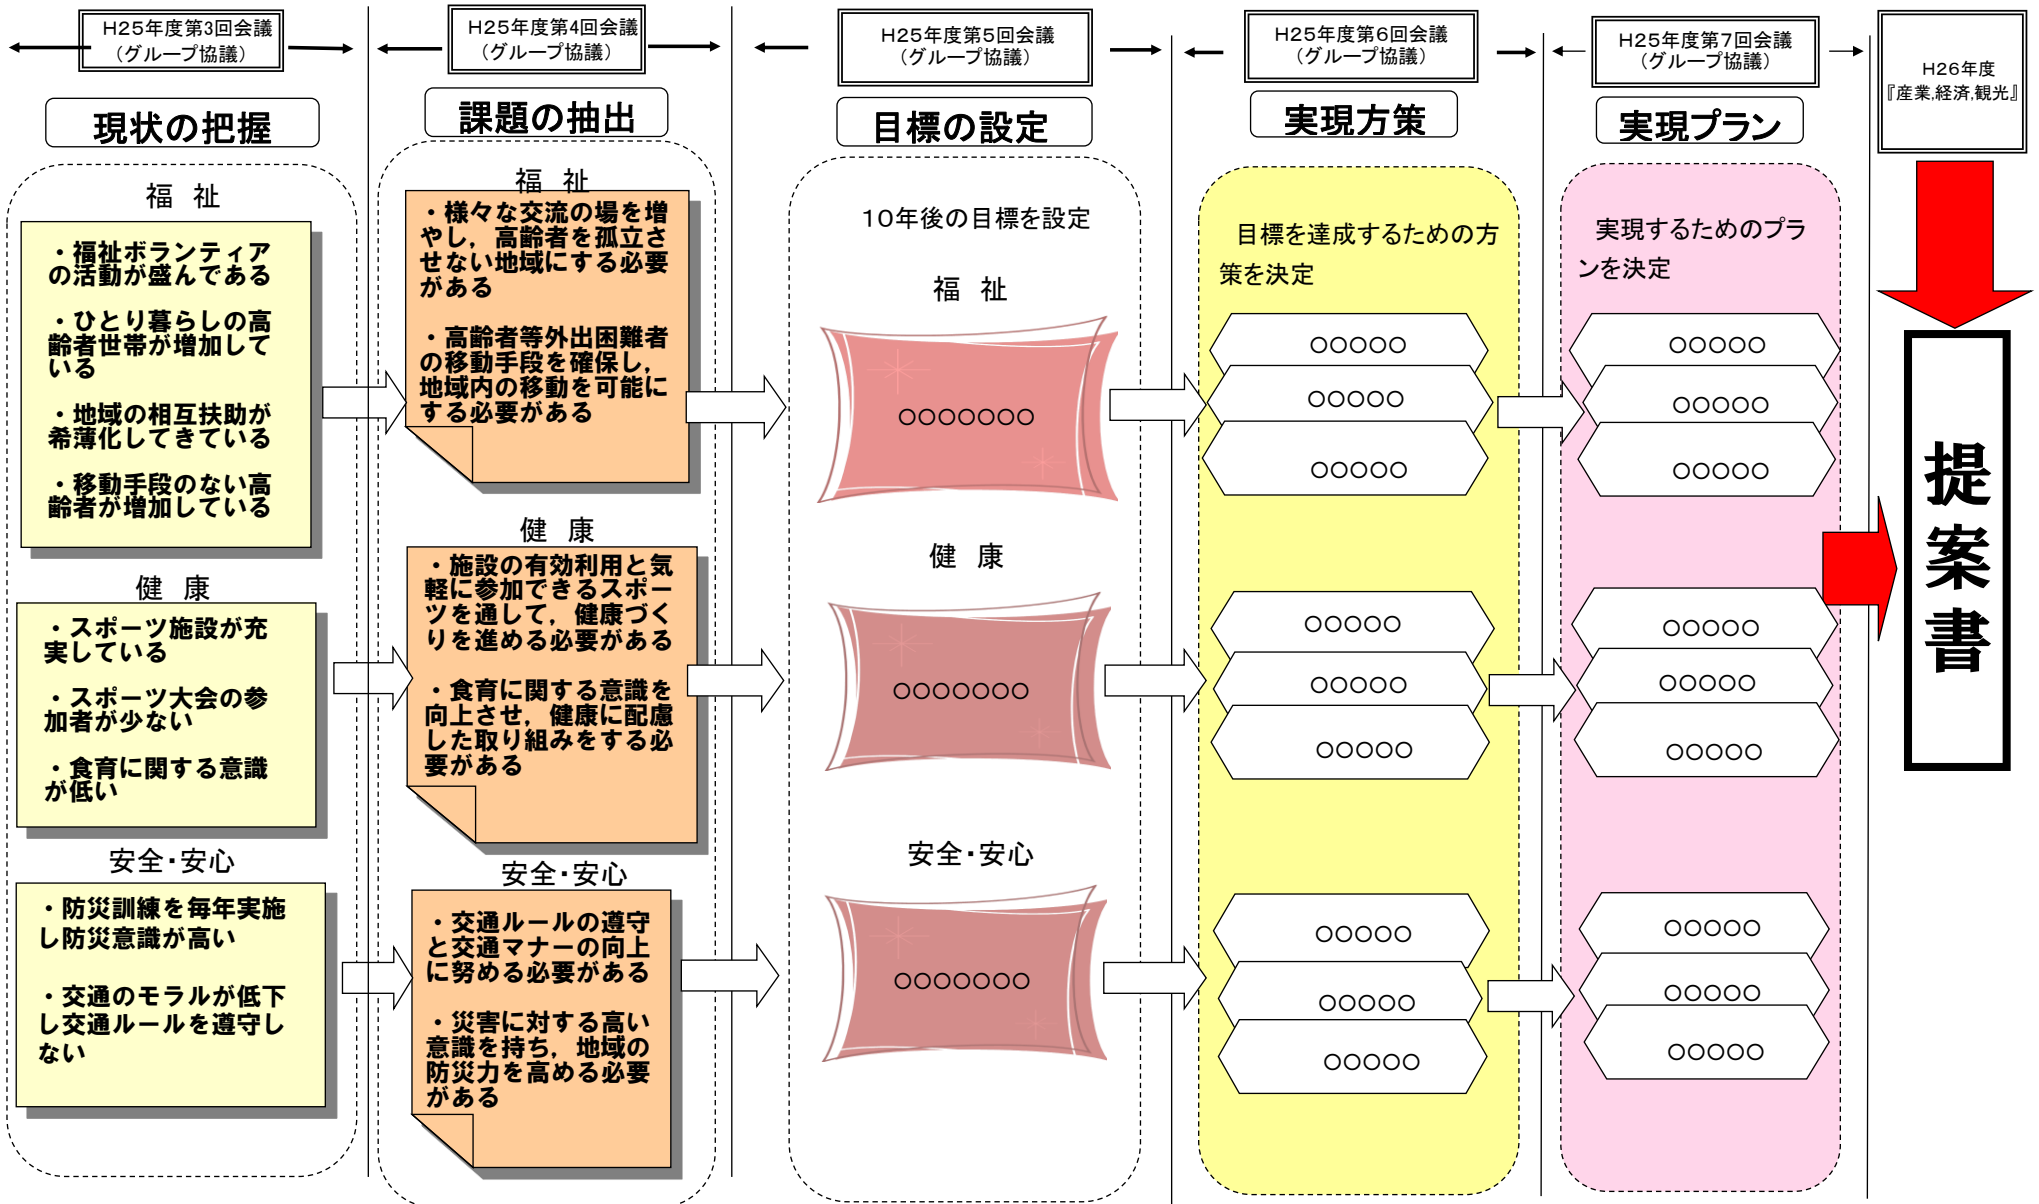 H25年度第3回会議
(グループ協議)
現状の把握
福 祉
・福祉ボランティア
の活動が盛んである
・ひとり暮らしの高
齢者世帯が増加して
いる
・地域の相互扶助が
希薄化してきている
・移動手段のない高
齢者が増加している
健 康
・スポーツ施設が充
実している
・スポーツ大会の参
加者が少ない
・食育に関する意識
が低い
安全・安心
・防災訓練を毎年実施
し防災意識が高い
・交通のモラルが低下
し交通ルールを遵守し
ない
H25年度第4回会議
(グループ協議)
課題の抽出
福 祉
・様々な交流の場を増
やし，高齢者を孤立さ
せない地域にする必要
がある
・高齢者等外出困難者
の移動手段を確保し，
地域内の移動を可能に
する必要がある
健 康
・施設の有効利用と気
軽に参加できるスポー
ツを通して，健康づく
りを進める必要がある
・食育に関する意識を
向上させ，健康に配慮
した取り組みをする必
要がある
安全・安心
・交通ルールの遵守
と交通マナーの向上
に努める必要がある
・災害に対する高い
意識を持ち，地域の
防災力を高める必要
がある
H25年度第5回会議
(グループ協議)
目標の設定
10年後の目標を設定
福 祉
○○○○○○○
健 康
○○○○○○○
安全・安心
○○○○○○○
H25年度第6回会議
(グループ協議)
実現方策
目標を達成するための方
策を決定
○○○○○
○○○○○
○○○○○
○○○○○
○○○○○
○○○○○
○○○○○
○○○○○
○○○○○
H25年度第7回会議
(グループ協議)
実現プラン
実現するためのプラ
ンを決定
○○○○○
○○○○○
○○○○○
○○○○○
○○○○○
○○○○○
○○○○○
○○○○○
○○○○○
H26年度
『産業,経済,観光』
提案書